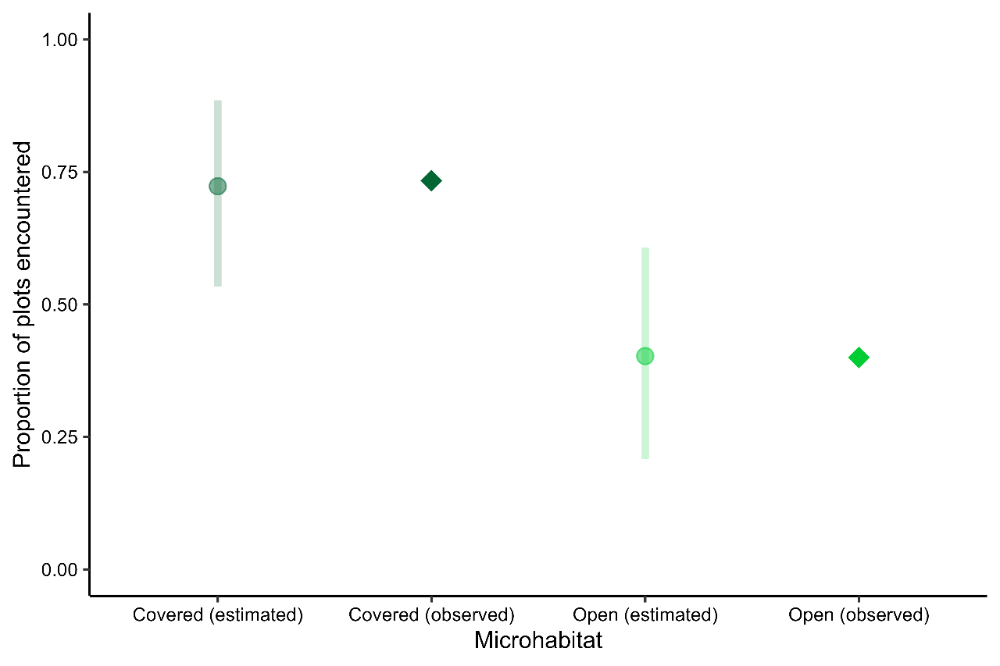 Proportion of plots encountered
1.00
0.75
0.50
0.25
0.00
Covered (estimated)
Covered (observed)
Open (estimated)
Open (observed)
Microhabitat